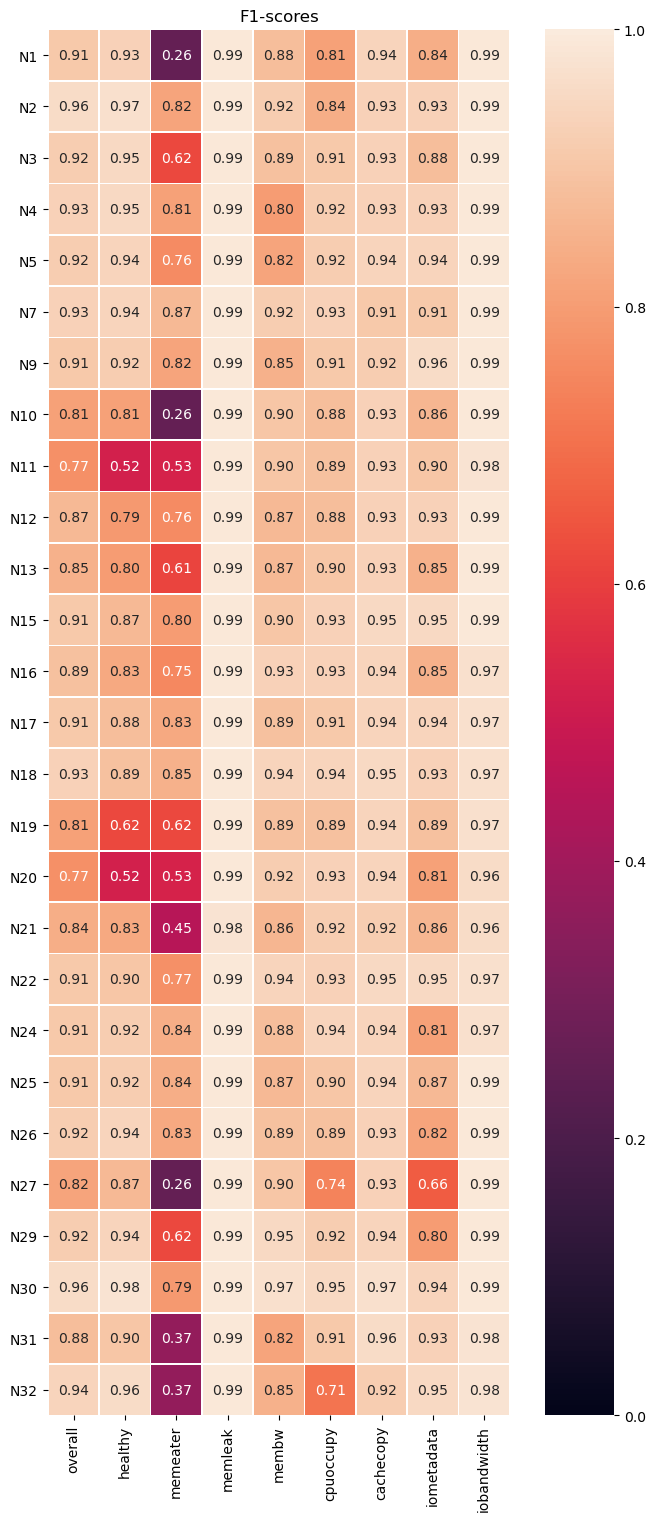 F1-scores
N1 0.91 0.93 0.26 0.99 0.88 0.81 0.94 0.84 0.99
N2 0.96 0.97 0.82 0.99 0.92 0.84 0.93 0.93 0.99
N3 0.92 0.95 0.62 0.99 0.89 0.91 0.93 0.88 0.99
N4 0.93 0.95 0.81 0.99 0.80 0.92 0.93 0.93 0.99
N5 0.92 0.94 0.76 0.99 0.82 0.92 0.94 0.94 0.99
N7 0.93 0.94 0.87 0.99 0.92 0.93 0.91 0.91 0.99
N9 0.91 0.92 0.82 0.99 0.85 0.91 0.92 0.96 0.99
N10 0.81 0.81 0.26 0.99 0.90 0.88 0.93 0.86 0.99
N11 0.77 0.52 0.53 0.99 0.90 0.89 0.93 0.90 0.98
N12 0.87 0.79 0.76 0.99 0.87 0.88 0.93 0.93 0.99
N13 0.85 0.80 0.61 0.99 0.87 0.90 0.93 0.85 0.99
N15 0.91 0.87 0.80 0.99 0.90 0.93 0.95 0.95 0.99
N16 0.89 0.83 0.75 0.99 0.93 0.93 0.94 0.85 0.97
N17 0.91 0.88 0.83 0.99 0.89 0.91 0.94 0.94 0.97
N18 0.93 0.89 0.85 0.99 0.94 0.94 0.95 0.93 0.97
N19 0.81 0.62 0.62 0.99 0.89 0.89 0.94 0.89 0.97
N20 0.77 0.52 0.53 0.99 0.92 0.93 0.94 0.81 0.96
N21 0.84 0.83 0.45 0.98 0.86 0.92 0.92 0.86 0.96
N22 0.91 0.90 0.77 0.99 0.94 0.93 0.95 0.95 0.97
N24 0.91 0.92 0.84 0.99 0.88 0.94 0.94 0.81 0.97
N25 0.91 0.92 0.84 0.99 0.87 0.90 0.94 0.87 0.99
N26 0.92 0.94 0.83 0.99 0.89 0.89 0.93 0.82 0.99
N27 0.82 0.87 0.26 0.99 0.90 0.74 0.93 0.66 0.99
N29 0.92 0.94 0.62 0.99 0.95 0.92 0.94 0.80 0.99
N30 0.96 0.98 0.79 0.99 0.97 0.95 0.97 0.94 0.99
N31 0.88 0.90 0.37 0.99 0.82 0.91 0.96 0.93 0.98
N32 0.94 0.96 0.37 0.99 0.85 0.71 0.92 0.95 0.98
overall healthy memeater memleak membw cpuoccupy cachecopy iometadata iobandwidth
1.0
0.8
0.6
0.4
0.2
0.0